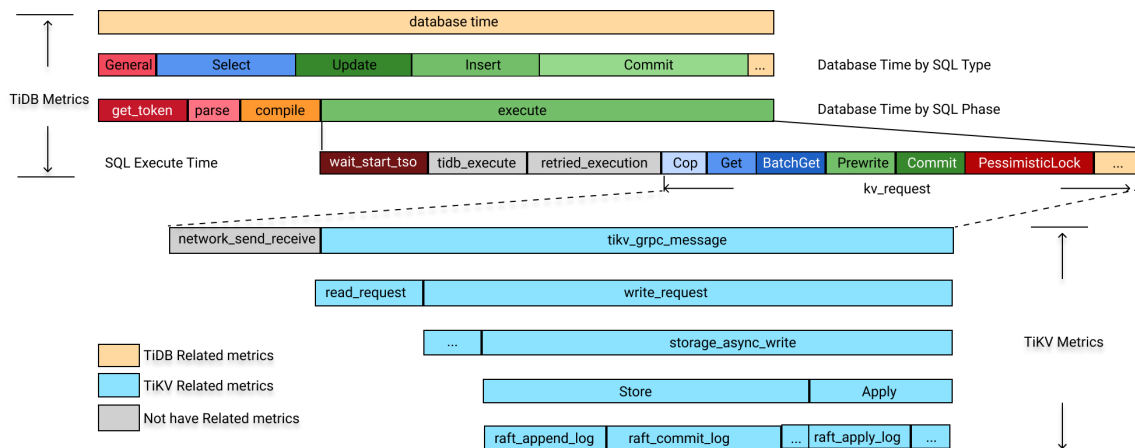 database time
General Select Update Insert Commit ... Database Time by SQL Type
TiDB Metrics
get_token parse compile execute Database Time by SQL Phase
SQL Execute Time wait_start_tso tidb_execute retried_execution Cop Get BatchGet Prewrite Commit PessimisticLock ...
kv_request
network_send_receive tikv_grpc_message
read_request write_request
... storage_async_write
TiKV Metrics
TiDB Related metrics
TiKV Related metrics
Not have Related metrics
Store Apply
raft_append_log raft_commit_log ... raft_apply_log ...